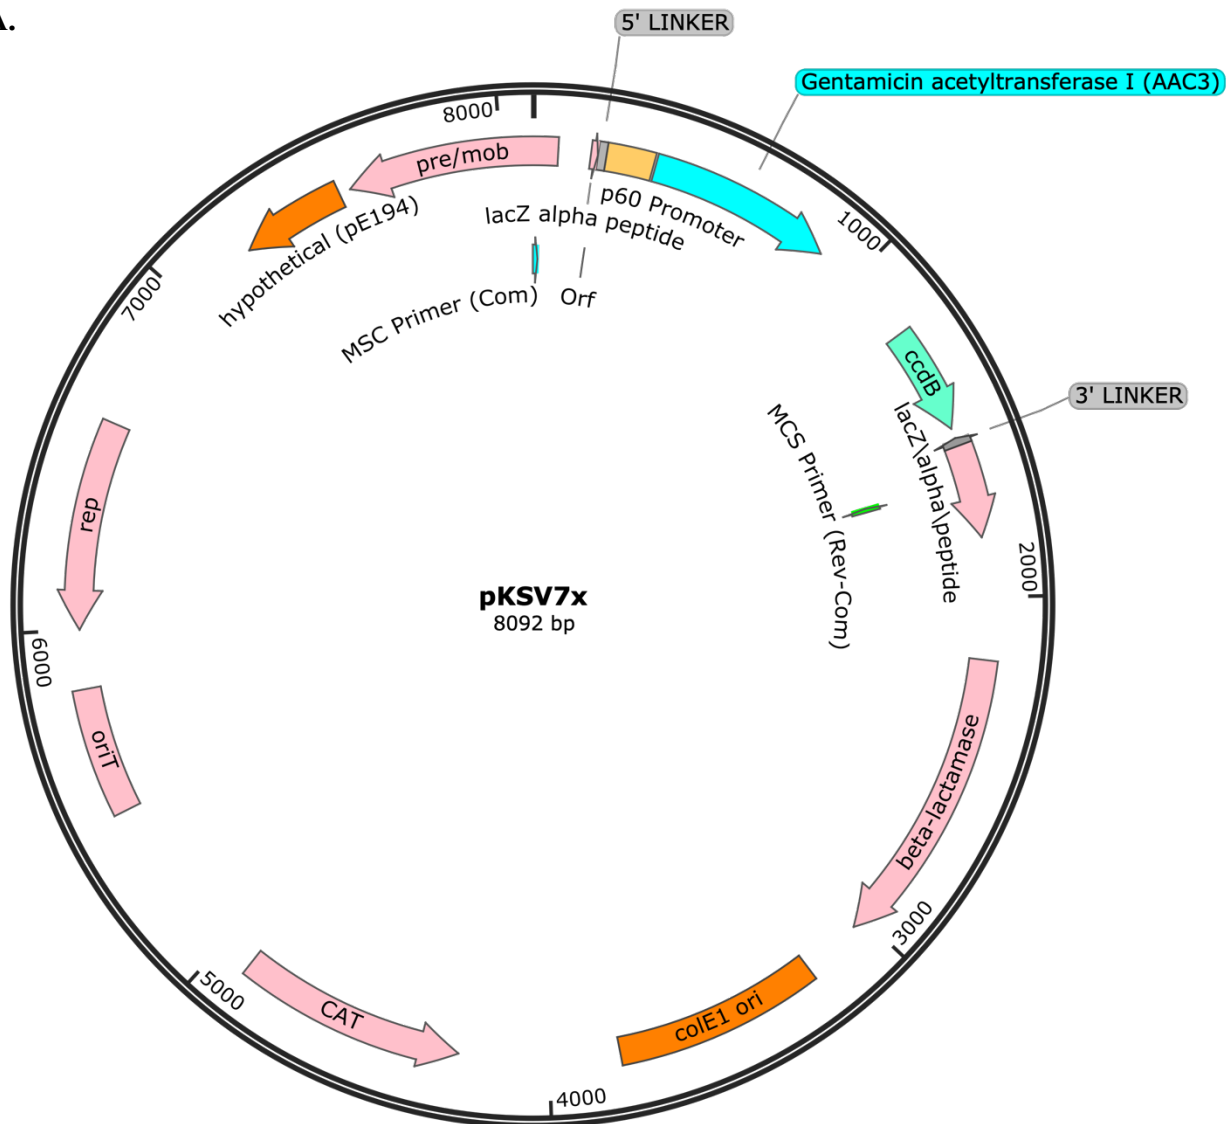 A.
5' LINKER
Gentamicin acetyltransferase I (AAC3)
8000
pre/mob
p60 Promoter
lacZ alpha peptide
hypothetical (pE194)
1000
7000
MSC Primer (Com)
Orf
ccdB
3' LINKER
lacZ\alpha\peptide
MCS Primer (Rev-Com)
rep
2000
pKSV7x
8092 bp
6000
oriT
beta-lactamase
3000
5000
CAT
colE1 ori
4000